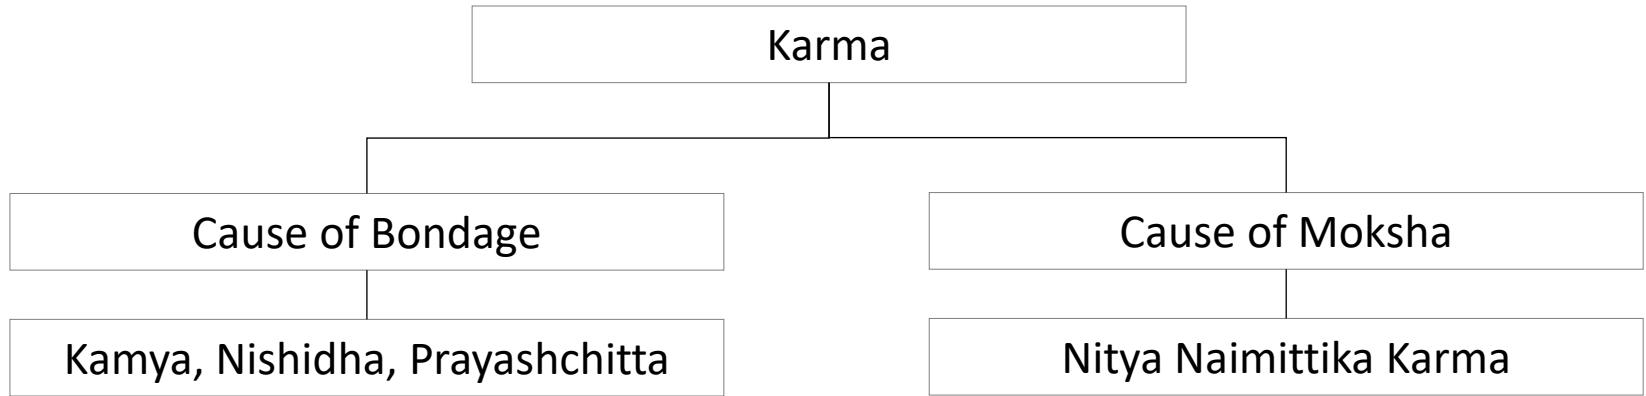 Karma
Cause of Bondage
Cause of Moksha
Kamya, Nishidha, Prayashchitta
Nitya Naimittika Karma